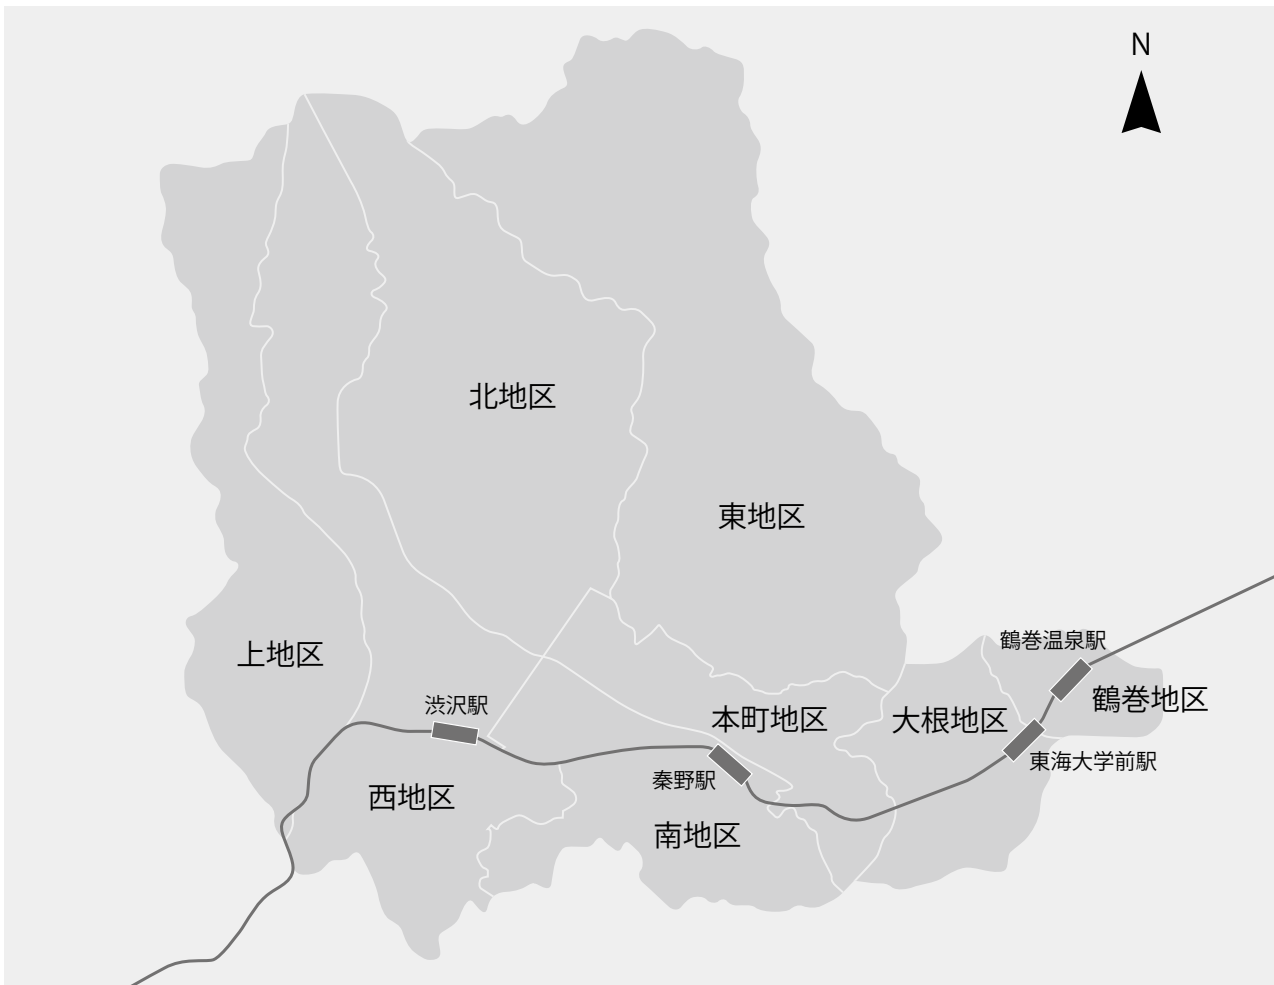 N
北地区
東地区
鶴巻温泉駅
上地区
鶴巻地区
渋沢駅
本町地区
大根地区
東海大学前駅
秦野駅
西地区
南地区